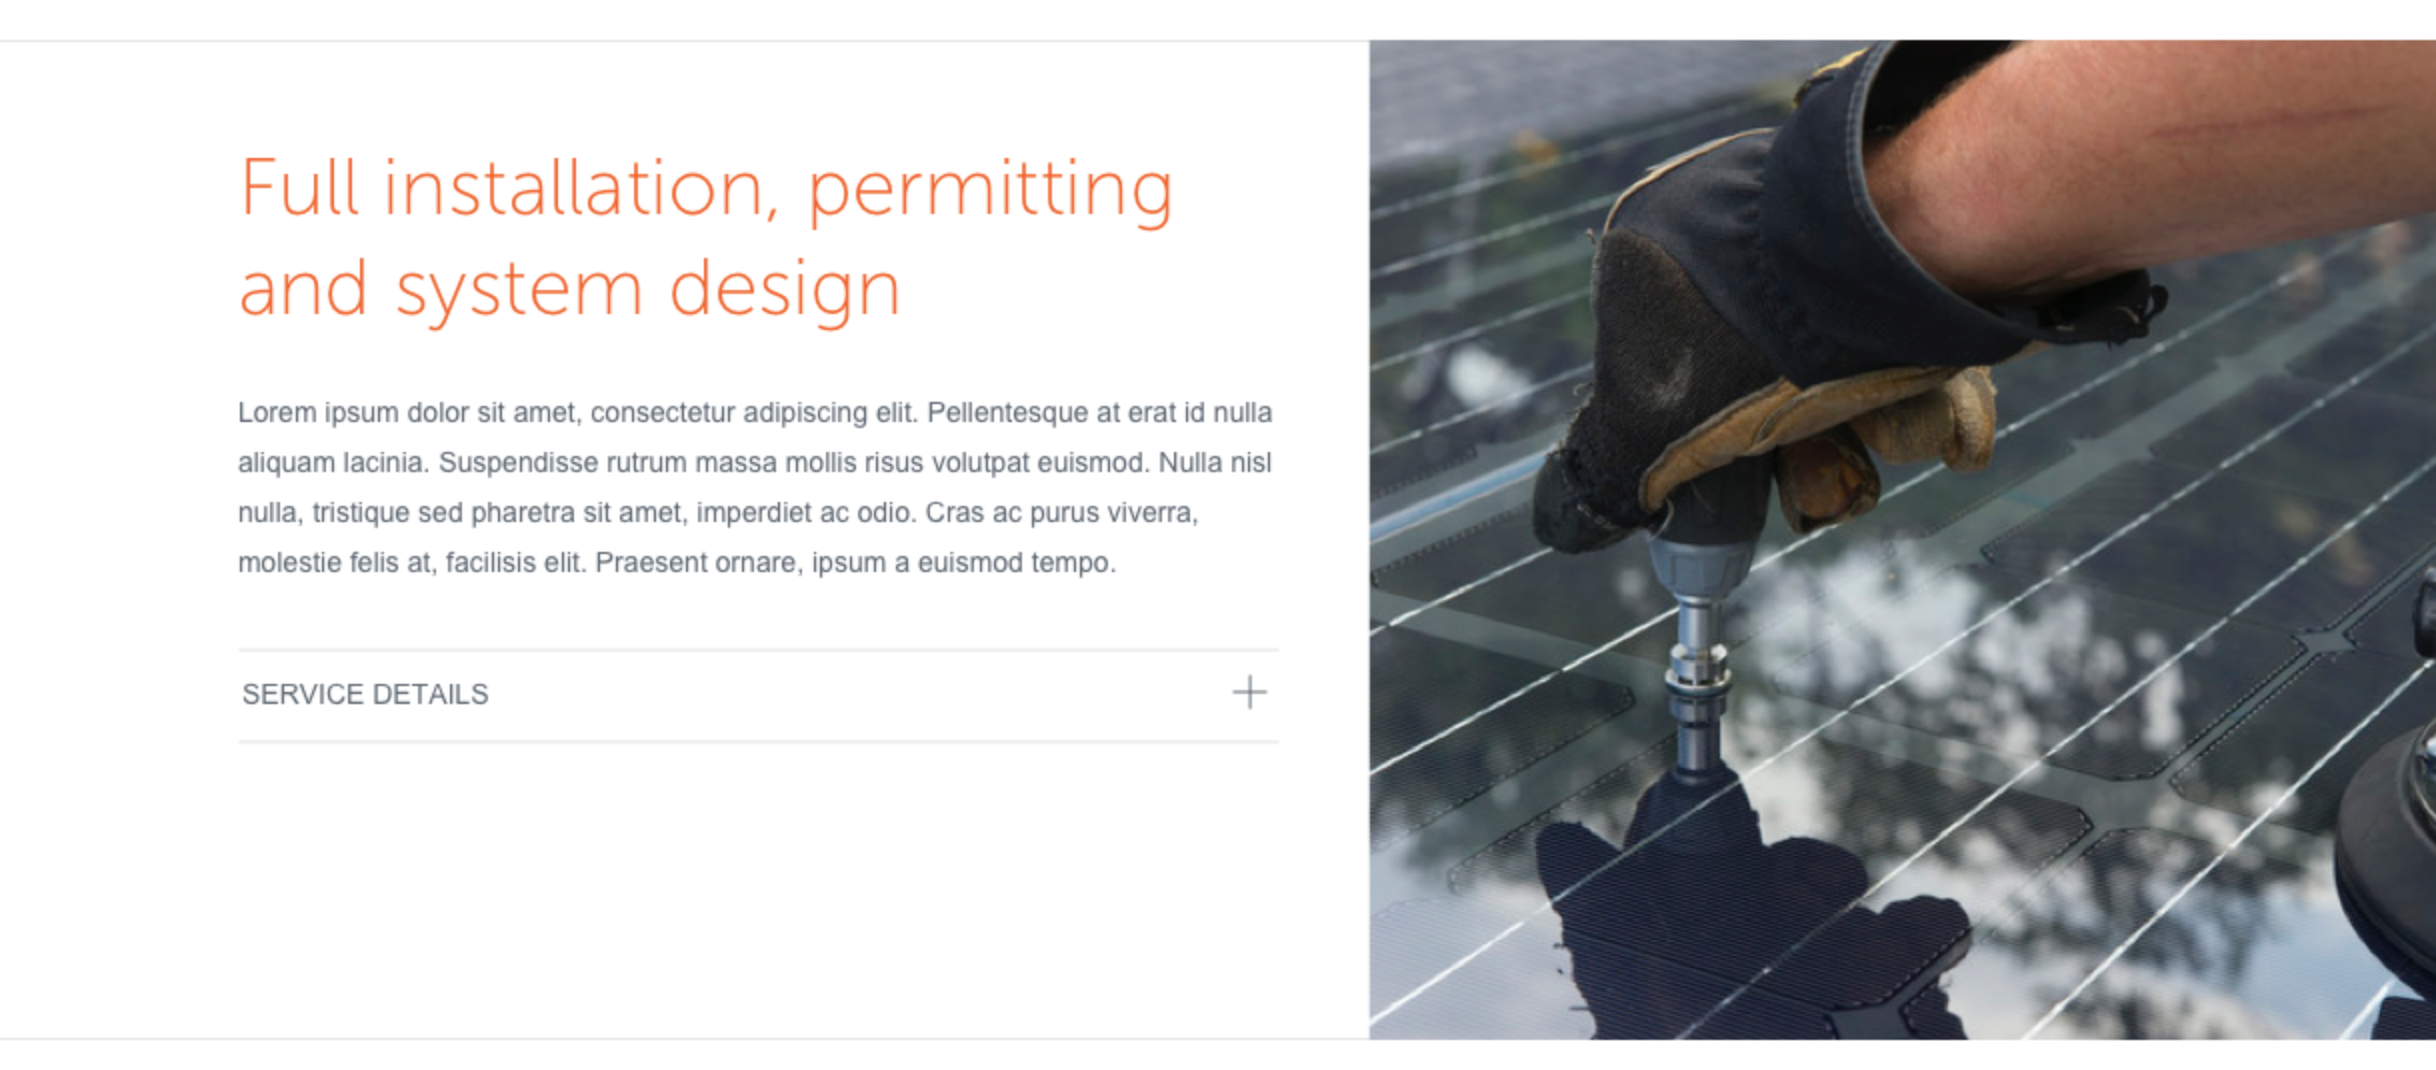 Full installation, permitting
and system design
Lorem ipsum dolor sit amet, consectetur adipiscing elit. Pellentesque at erat id nulla
aliquam lacinia. Suspendisse rutrum massa mollis risus volutpat euismod. Nulla nisl
nulla, tristique sed pharetra sit amet, imperdiet ac odio. Cras ac purus viverra,
molestie felis at, facilisis elit. Praesent ornare, ipsum a euismod tempo.
SERVICE DETAILS